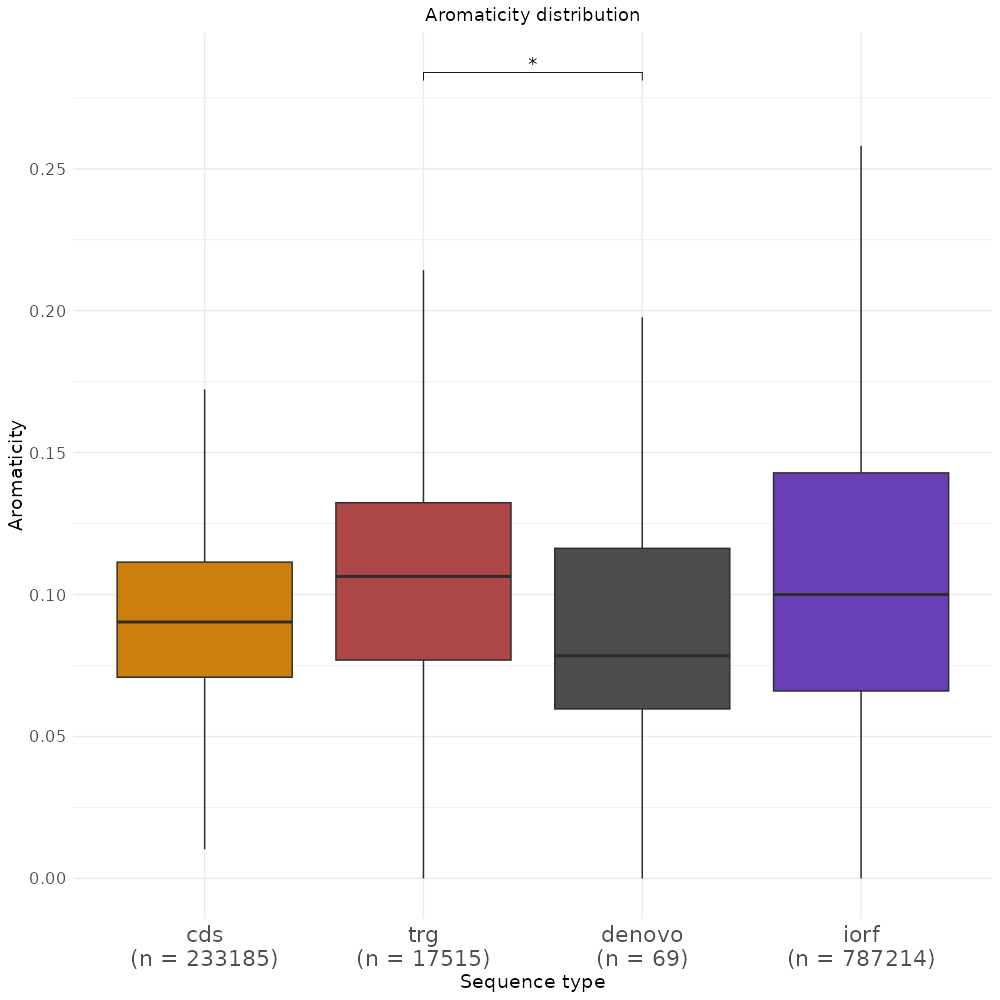 Aromaticity distribution
*
0.25
0.20
0.15
0.10
0.05
0.00
Aromaticity
cds trg denovo iorf
(n = 233185) (n = 17515) (n = 69) (n = 787214)
Sequence type